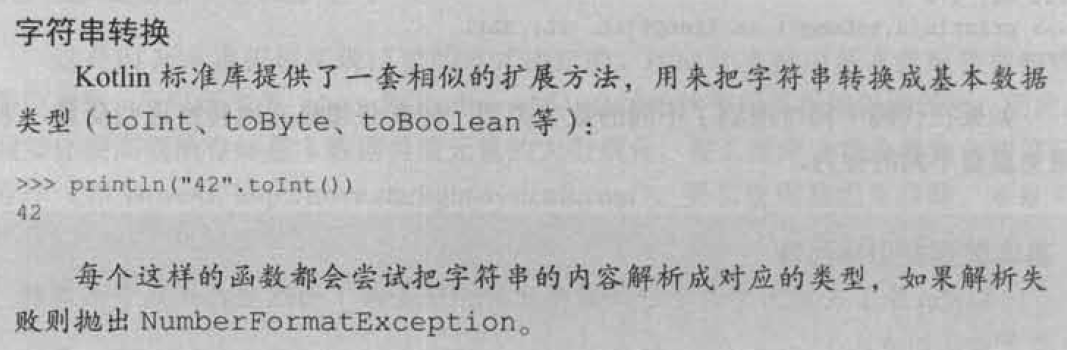 字符串转换
Kotlin 标准库提供了一套相似的扩展方法，用来把字符串转换成基本数据
类型（toInt、toByte、toBoolean 等）：
>>> println("42".toInt())
42
每个这样的函数都会尝试把字符串的内容解析成对应的类型，如果解析失
败则抛出 NumberFormatException。